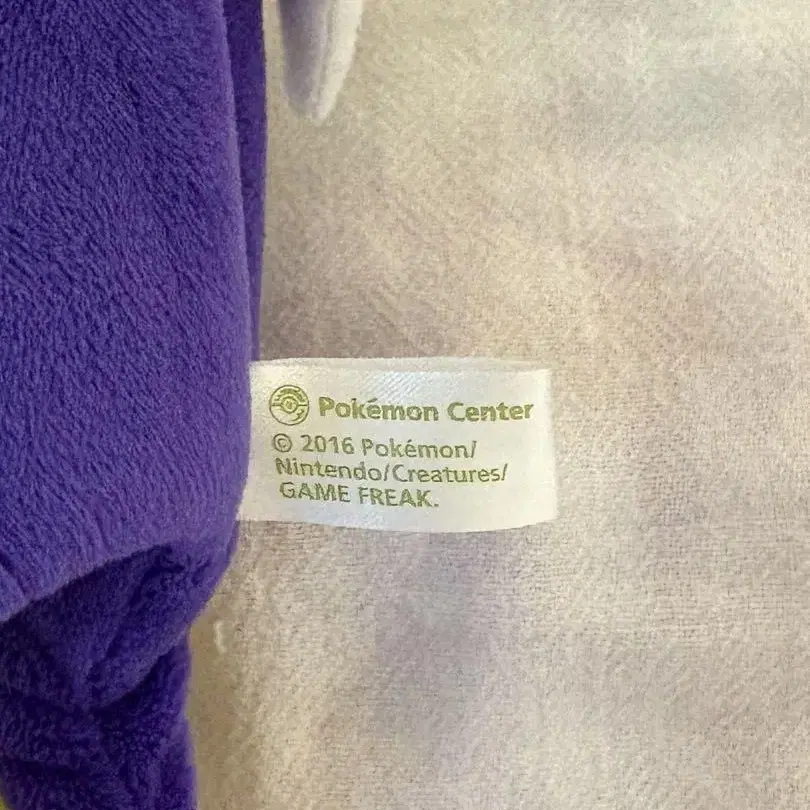 Pokémon Center
© 2016 Pokémon/
Nintendo/Creatures/
GAME FREAK.